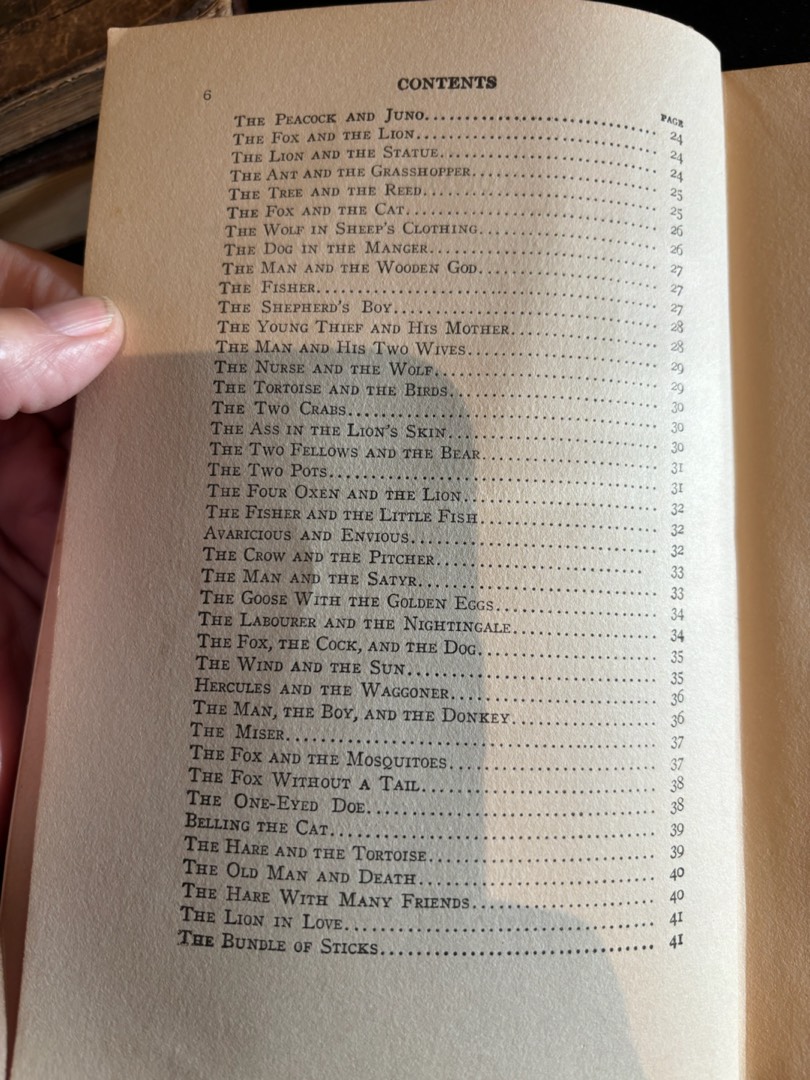 6 CONTENTS
PAGE
The Peacock and Juno 24
The Fox and the Lion 24
The Lion and the Statue 24
The Ant and the Grasshopper 25
The Tree and the Reed 25
The Fox and the Cat 26
The Wolf in Sheep's Clothing 26
The Dog in the Manger 27
The Man and the Wooden God 27
The Fisher 27
The Shepherd's Boy 28
The Young Thief and His Mother 28
The Man and His Two Wives 29
The Nurse and the Wolf 29
The Tortoise and the Birds 30
The Two Crabs 30
The Ass in the Lion's Skin 30
The Two Fellows and the Bear 31
The Two Pots 31
The Four Oxen and the Lion 32
The Fisher and the Little Fish 32
Avaricious and Envious 32
The Crow and the Pitcher 33
The Man and the Satyr 33
The Goose With the Golden Eggs 34
The Labourer and the Nightingale 34
The Fox, the Cock, and the Dog 35
The Wind and the Sun 35
Hercules and the Waggoner 36
The Man, the Boy, and the Donkey 36
The Miser 37
The Fox and the Mosquitoes 37
The Fox Without a Tail 38
The One-Eyed Doe 38
Belling the Cat 39
The Hare and the Tortoise 39
The Old Man and Death 40
The Hare With Many Friends 40
The Lion in Love 41
The Bundle of Sticks 41